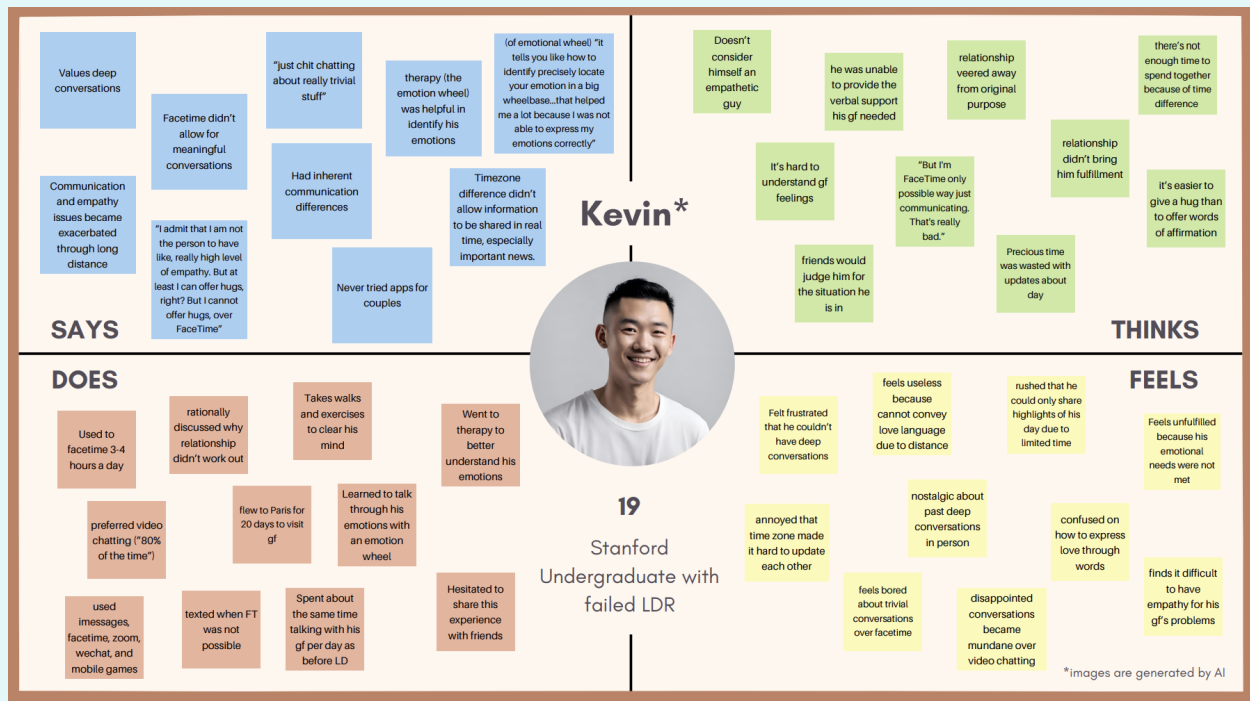 Values deep
conversations
Facetime didn't
allow for
meaningful
conversations
"just chit chatting
about really trivial
stuff"
therapy (the
emotion wheel)
was helpful in
identify his
emotions
(of emotional wheel) "it
tells you like how to
identify precisely locate
your emotion in a big
wheelbase...that helped
me a lot because I was not
able to express my
emotions correctly"
Communication
and empathy
issues became
exacerbated
through long
distance
"I admit that I am not
the person to have
like, really high level
of empathy. But at
least I can offer hugs,
right? But I cannot
offer hugs, over
FaceTime"
Had inherent
communication
differences
Timezone
difference didn't
allow information
to be shared in real
time, especially
important news.
Never tried apps for
couples
SAYS
Kevin*
Doesn't
consider
himself an
empathetic
guy
he was unable
to provide the
verbal support
his gf needed
relationship
veered away
from original
purpose
there's not
enough time to
spend together
because of time
difference
It's hard to
understand gf
feelings
"But I'm
FaceTime only
possible way just
communicating.
That's really
bad."
relationship
didn't bring
him fulfillment
it's easier to
give a hug than
to offer words
of affirmation
friends would
judge him for
the situation he
is in
Precious time
was wasted with
updates about
day
THINKS
DOES
Used to
facetime 3-4
hours a day
rationally
discussed why
relationship
didn't work out
Takes walks
and exercises
to clear his
mind
Went to
therapy to
better
understand his
emotions
preferred video
chatting ("80%
of the time")
flew to Paris for
20 days to visit
gf
Learned to talk
through his
emotions with
an emotion
wheel
used
imessages,
facetime, zoom,
wechat, and
mobile games
texted when FT
was not
possible
Spent about
the same time
talking with his
gf per day as
before LD
Hesitated to
share this
experience
with friends
19
Stanford
Undergraduate with
failed LDR
FEELS
Felt frustrated
that he couldn't
have deep
conversations
feels useless
because
cannot convey
love language
due to distance
rushed that he
could only share
highlights of his
day due to
limited time
Feels unfulfilled
because his
emotional
needs were not
met
annoyed that
time zone made
it hard to update
each other
nostalgic about
past deep
conversations
in person
confused on
how to express
love through
words
feels bored
about trivial
conversations
over facetime
disappointed
conversations
became
mundane over
video chatting
finds it difficult
to have
empathy for his
gf's problems
*images are generated by AI